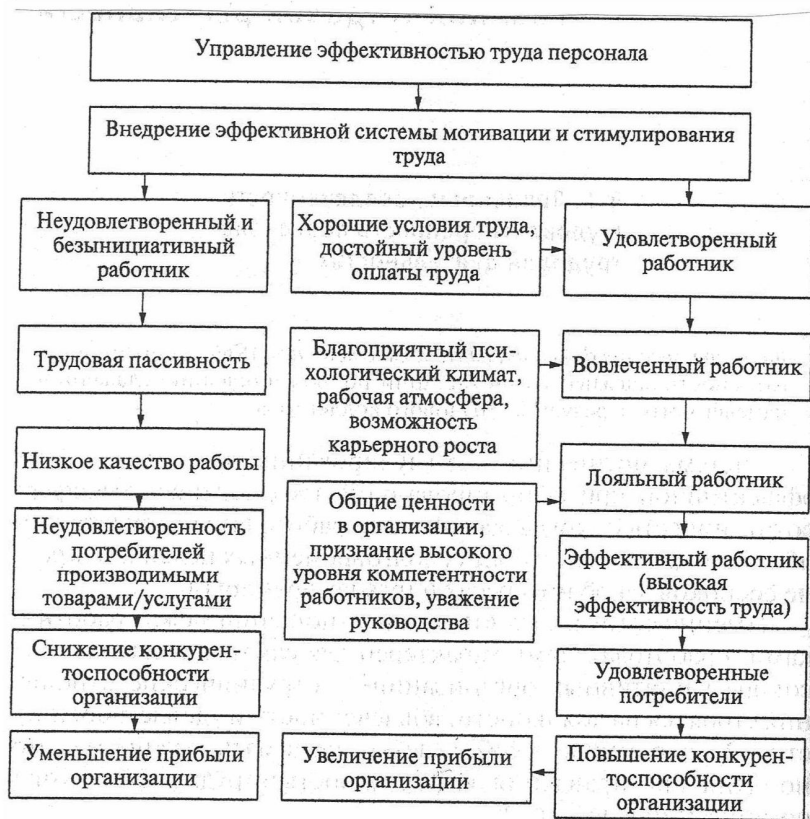 Управление эффективностью труда персонала
Внедрение эффективной системы мотивации и стимулирования
труда
Неудовлетворенный и
безынициативный
работник
Хорошие условия труда,
достойный уровень
оплаты труда
Удовлетворенный
работник
Трудовая пассивность
Благоприятный пси-
хологический климат,
рабочая атмосфера,
возможность
карьерного роста
Вовлеченный работник
Низкое качество работы
Лояльный работник
Общие ценности
в организации,
признание высокого
уровня компетентности
работников, уважение
руководства
Неудовлетворенность
потребителей
производимыми
товарами/услугами
Эффективный работник
(высокая
эффективность труда)
Снижение конкурен-
тоспособности
организации
Удовлетворенные
потребители
Уменьшение прибыли
организации
Увеличение прибыли
организации
Повышение конкурен-
тоспособности
организации